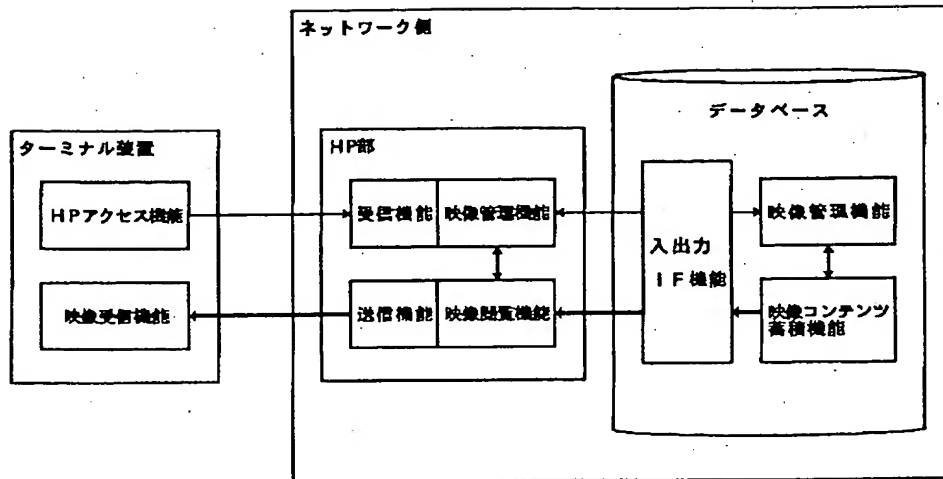 ネットワーク側
データベース
ターミナル装置
HP部
HPアクセス機能
受信機能
映像管理機能
入出力
IF機能
映像管理機能
映像受信機能
送信機能
映像閲覧機能
映像コンテンツ
蓄積機能